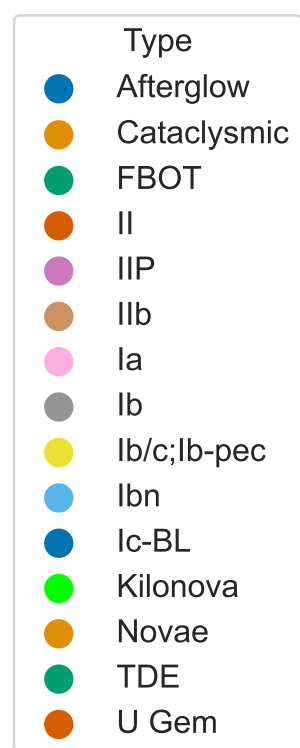 Type
Afterglow
Cataclysmic
FBOT
II
IIP
IIb
Ia
Ib
Ib/c;Ib-pec
Ibn
Ic-BL
Kilonova
Novae
TDE
U Gem